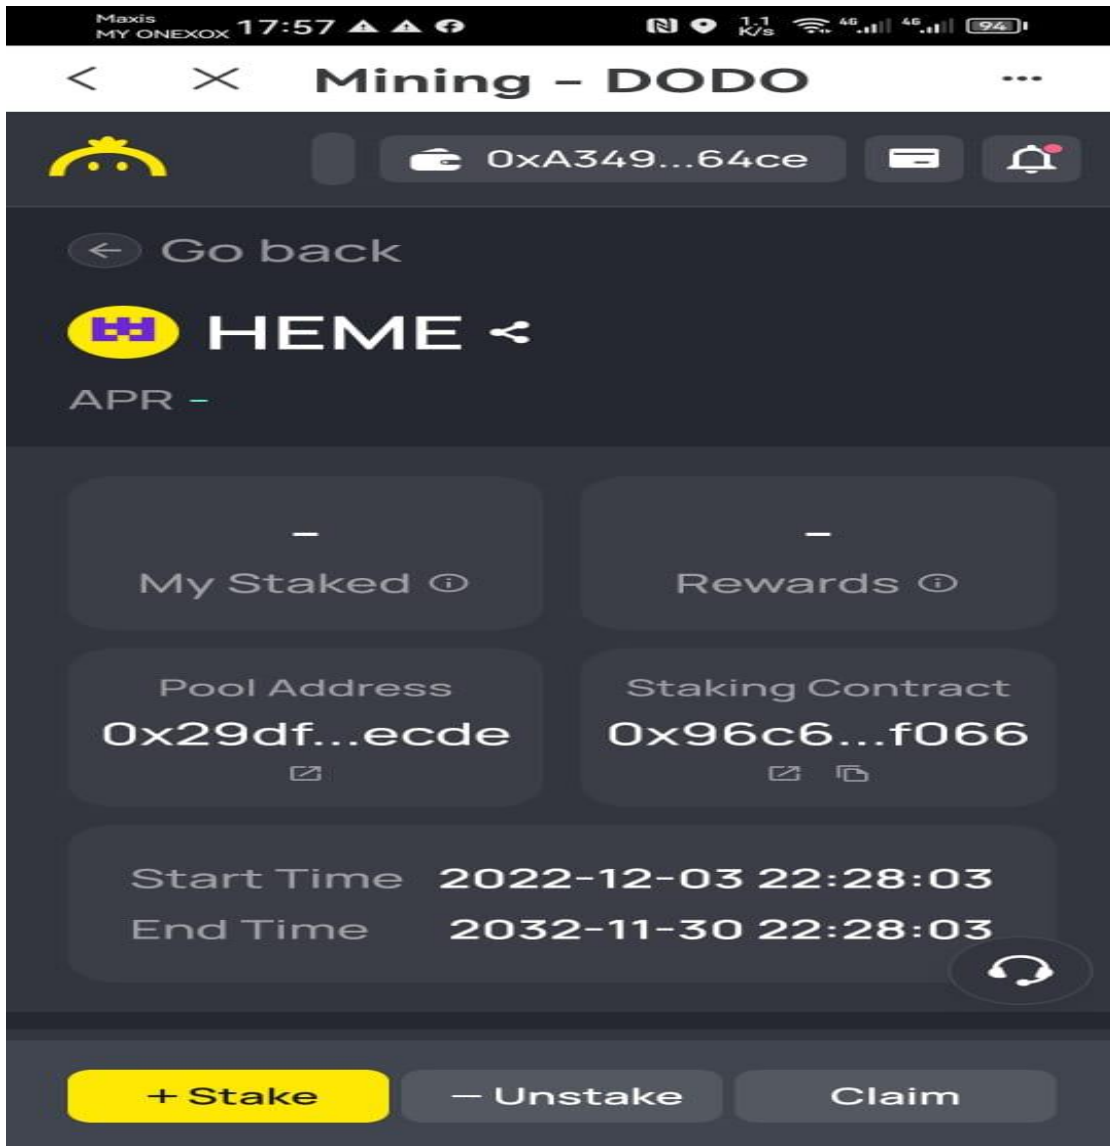 Maxis
MY ONEXOX 17:57 1.1 K/s 4G 4G 94
Mining - DODO
0xA349...64ce
Go back
HEME
APR -
- -
My Staked Rewards
Pool Address Staking Contract
0x29df...ecde 0x96c6...f066
Start Time 2022-12-03 22:28:03
End Time 2032-11-30 22:28:03
+ Stake - Unstake Claim